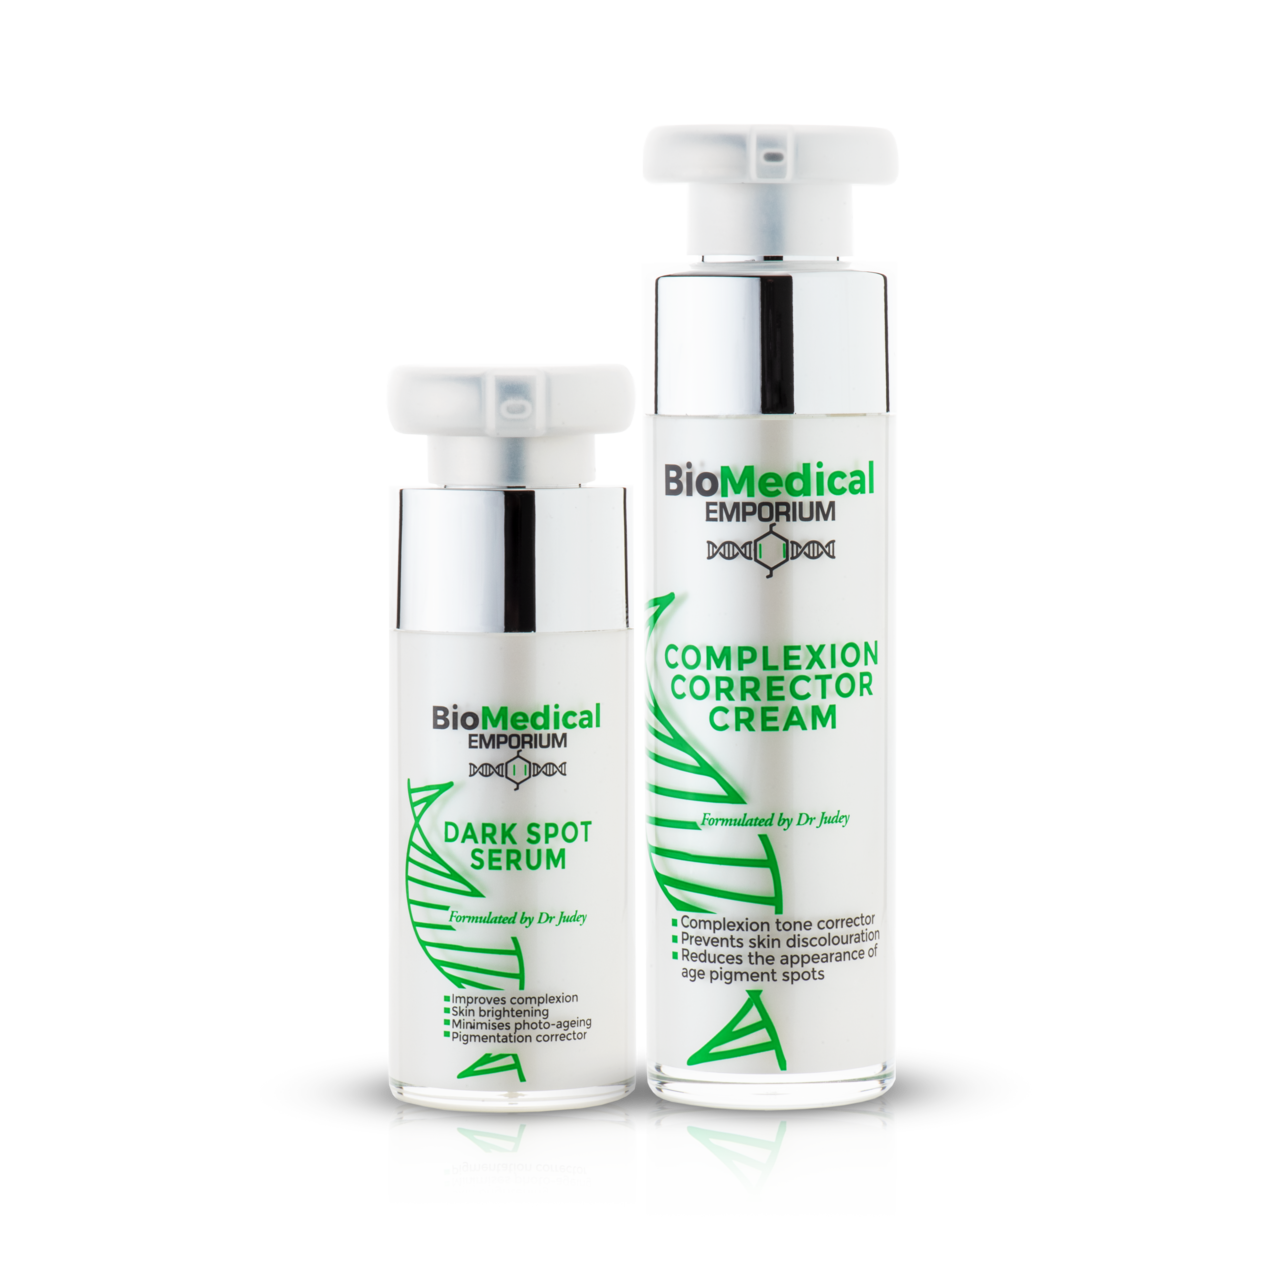 BioMedical
EMPORIUM
DARK SPOT
SERUM
Formulated by Dr Judey
Improves complexion
Skin brightening
Minimises photo-ageing
Pigmentation corrector
BioMedical
EMPORIUM
COMPLEXION
CORRECTOR
CREAM
Formulated by Dr Judey
Complexion tone corrector
Prevents skin discolouration
Reduces the appearance of
age pigment spots